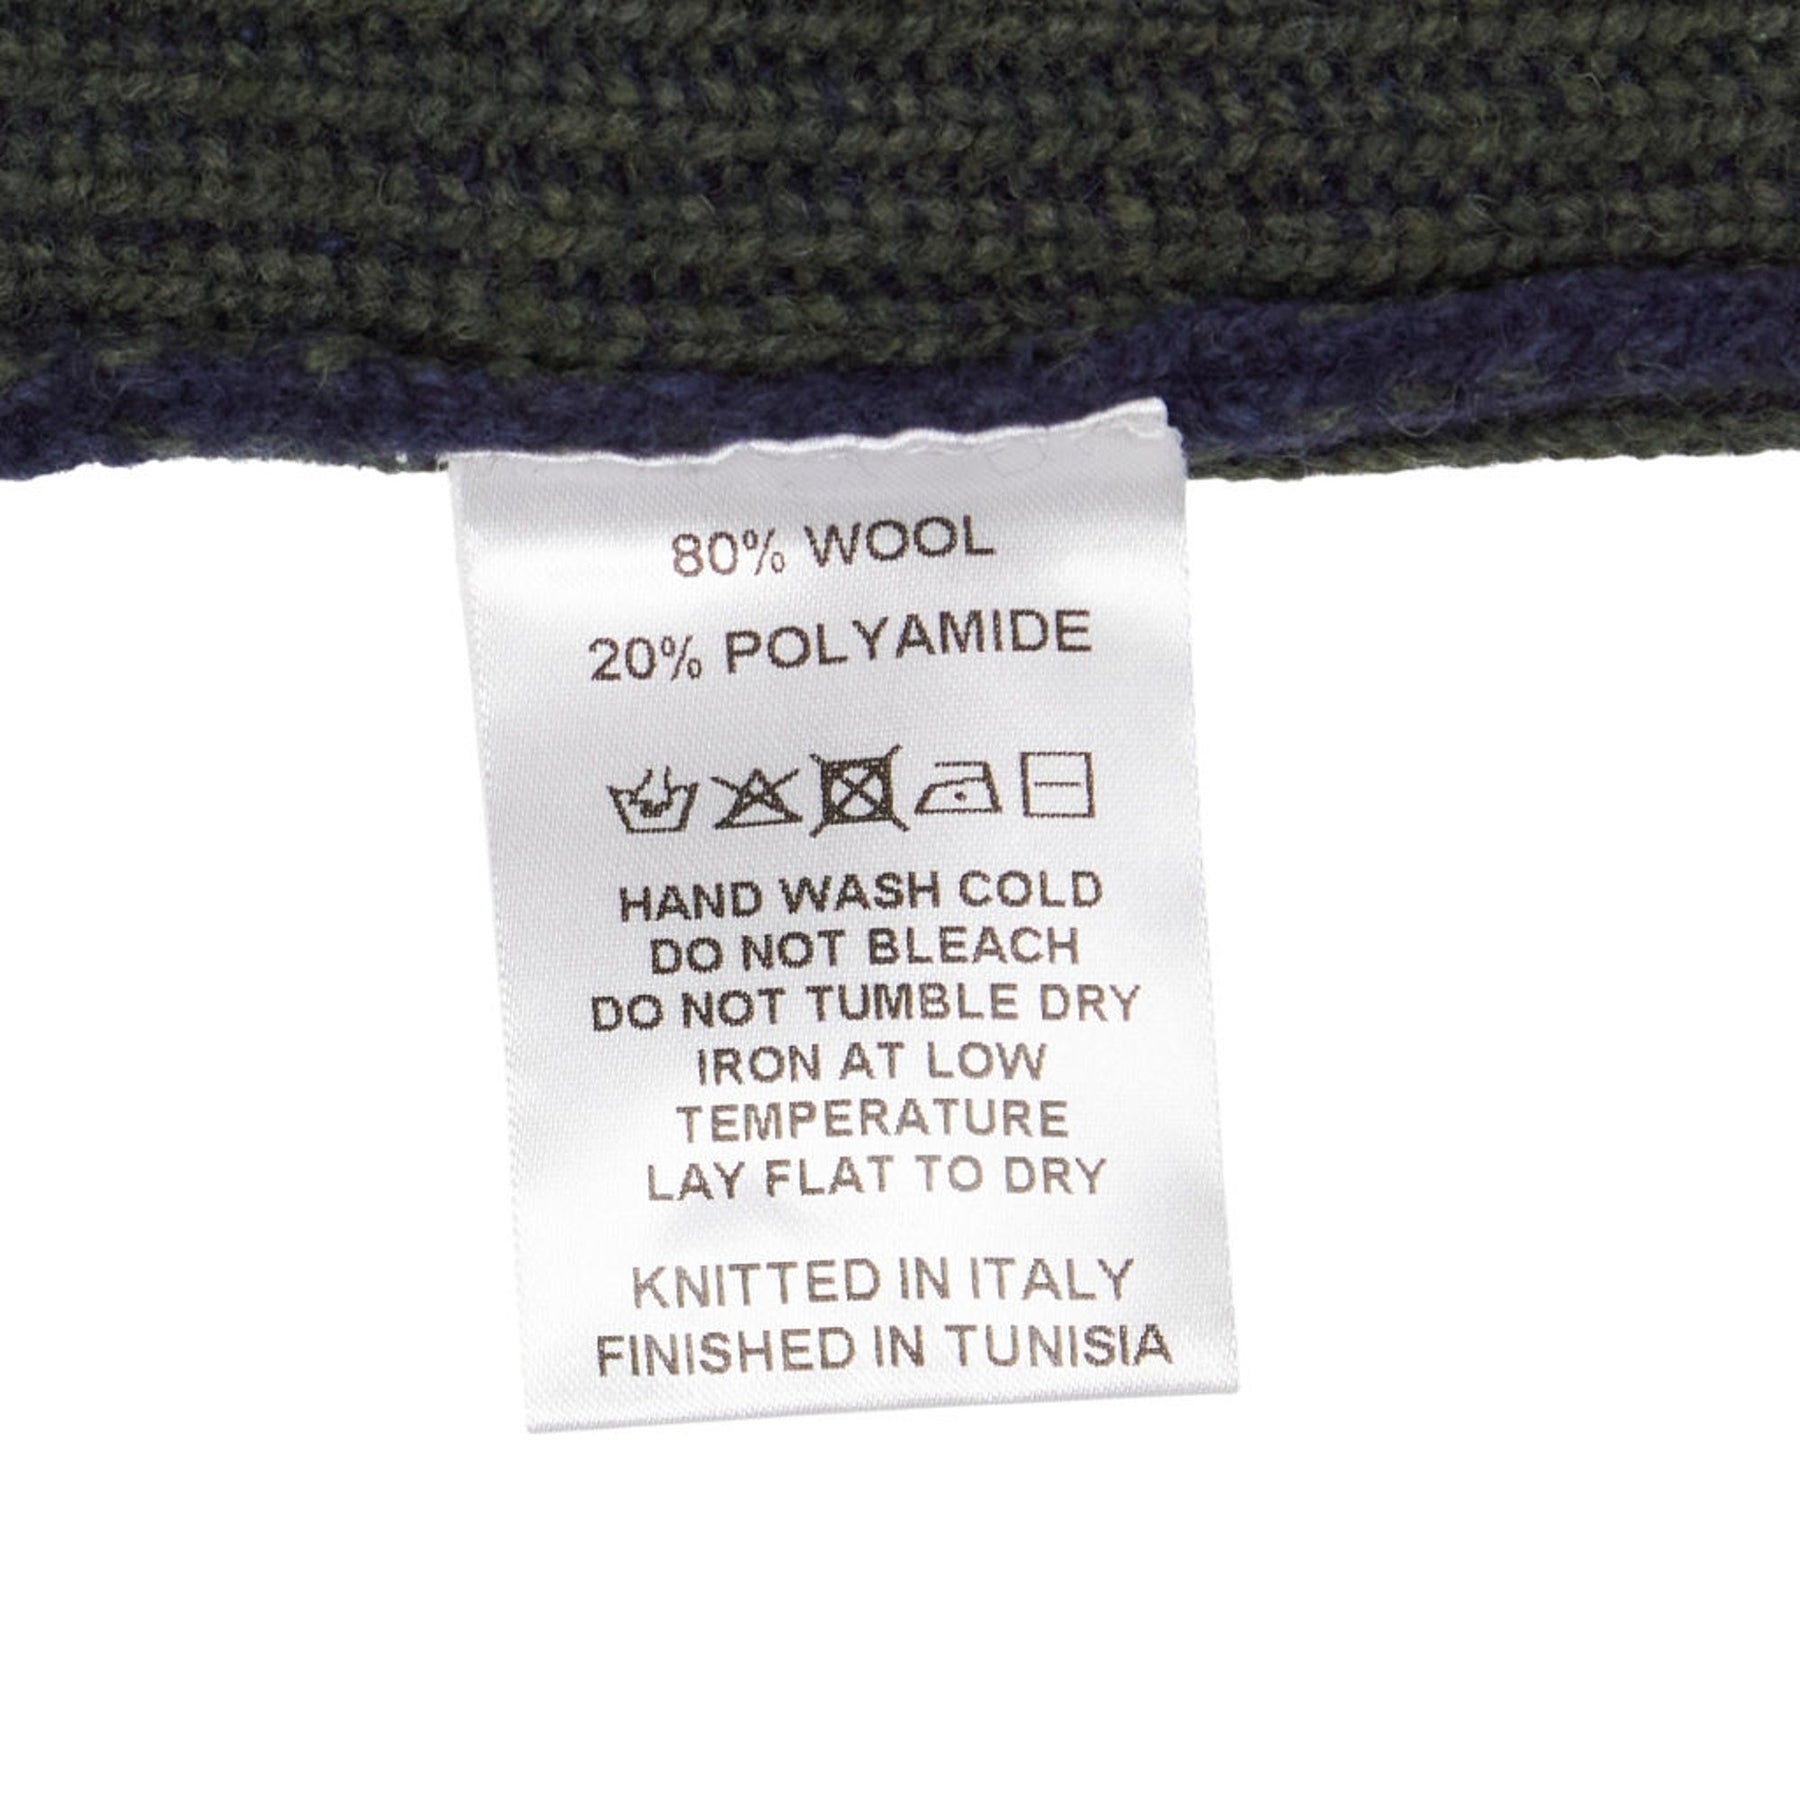 80% WOOL
20% POLYAMIDE
HAND WASH COLD
DO NOT BLEACH
DO NOT TUMBLE DRY
IRON AT LOW
TEMPERATURE
LAY FLAT TO DRY
KNITTED IN ITALY
FINISHED IN TUNISIA